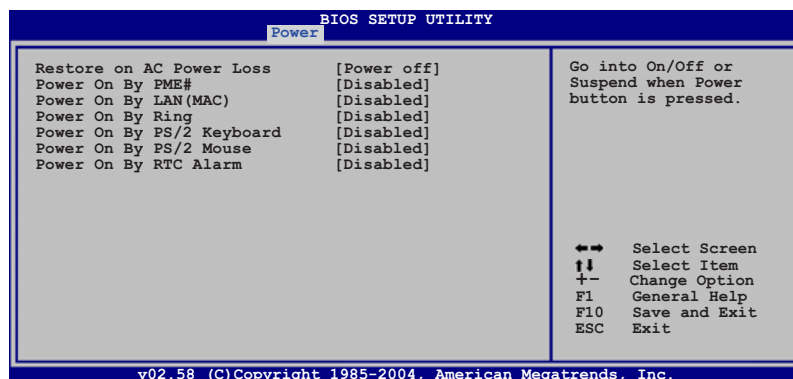 BIOS SETUP UTILITY
Power
Restore on AC Power Loss [Power off]
Power On By PME# [Disabled]
Power On By LAN(MAC) [Disabled]
Power On By Ring [Disabled]
Power On By PS/2 Keyboard [Disabled]
Power On By PS/2 Mouse [Disabled]
Power On By RTC Alarm [Disabled]
Go into On/Off or
Suspend when Power
button is pressed.
←→ Select Screen
↑↓ Select Item
+- Change Option
F1 General Help
F10 Save and Exit
ESC Exit
v02.58 (C)Copyright 1985-2004, American Megatrends, Inc.